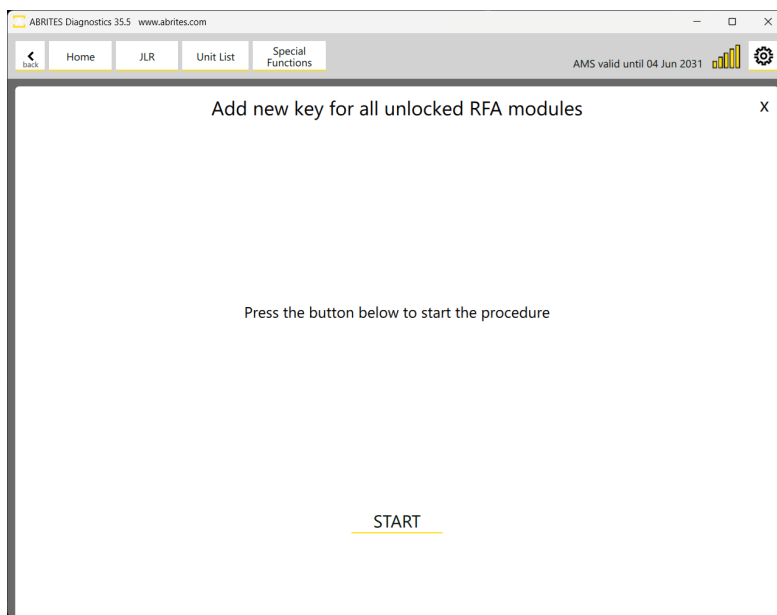 ABRITES Diagnostics 35.5 www.abrites.com
back
Home
JLR
Unit List
Special
Functions
AMS valid until 04 Jun 2031
Add new key for all unlocked RFA modules
X
Press the button below to start the procedure
START